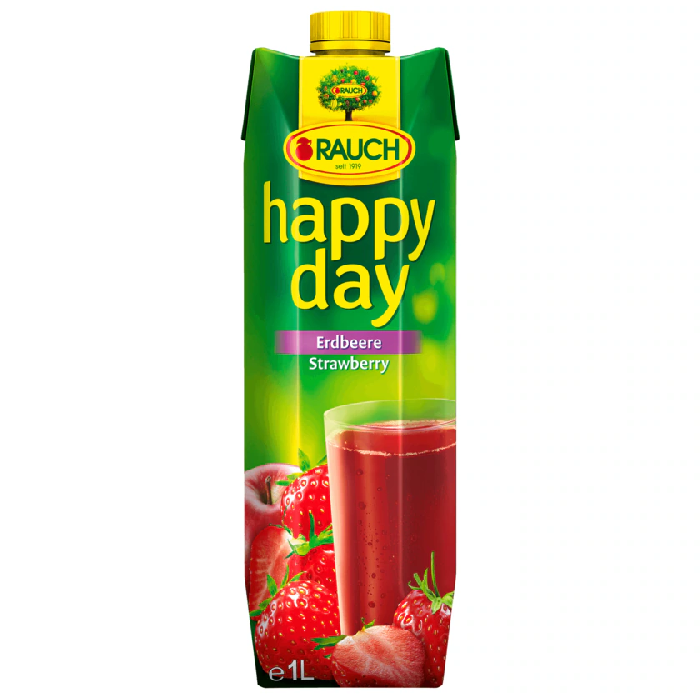 RAUCH
RAUCH
seit 1919
happy
day
Erdbeere
Strawberry
℮1L